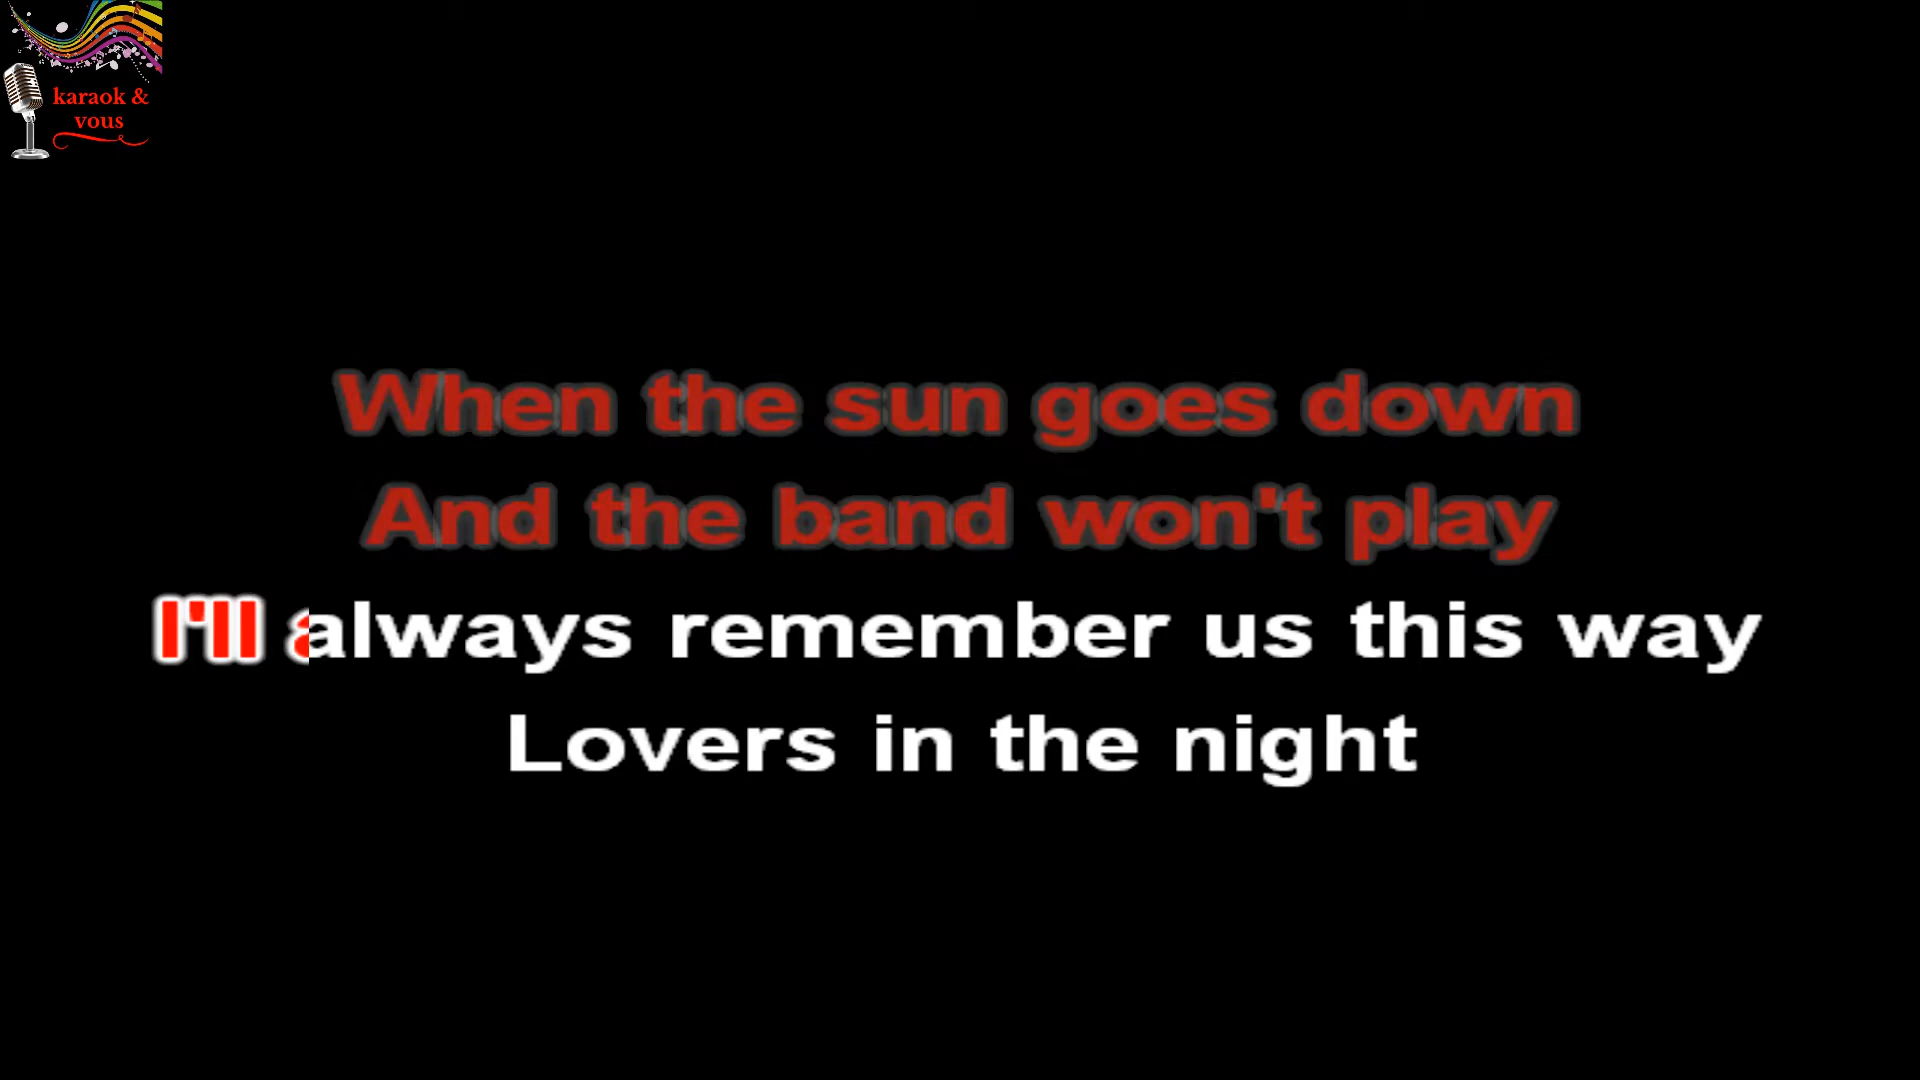 karaok &
vous
When the sun goes down
And the band won't play
I'll always remember us this way
Lovers in the night